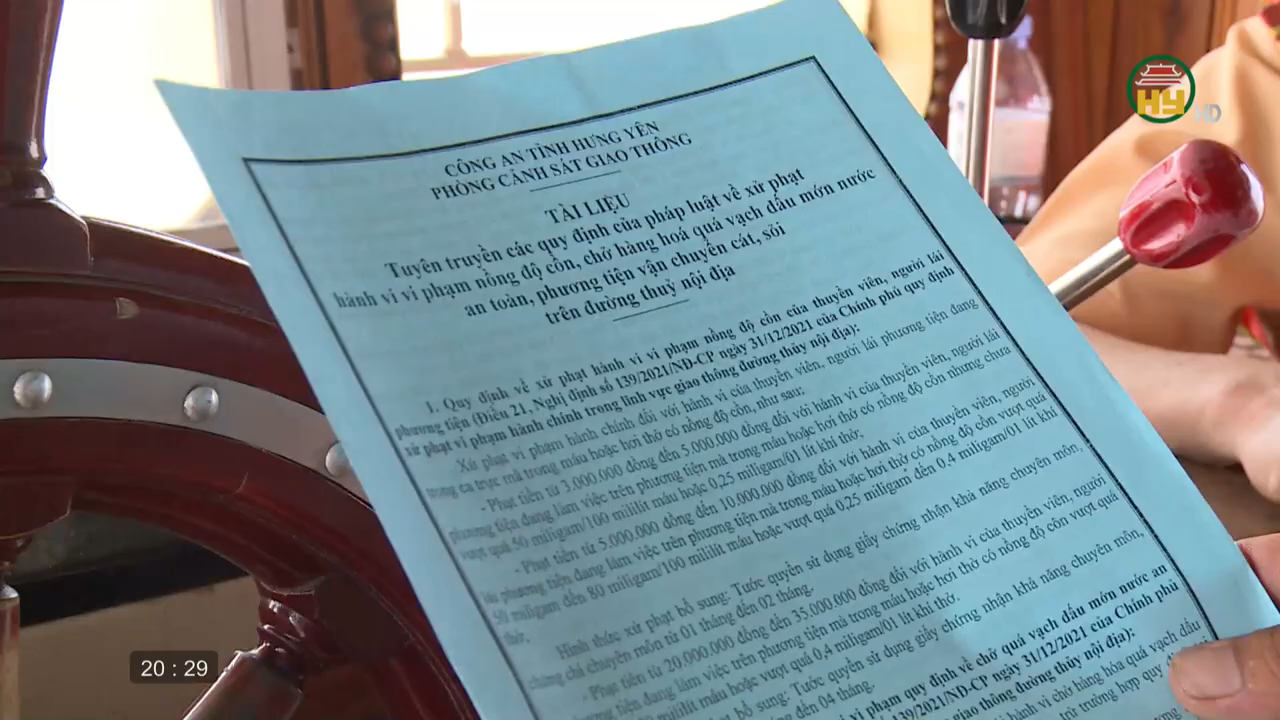 HY HD
CÔNG AN TỈNH HƯNG YÊN
PHÒNG CẢNH SÁT GIAO THÔNG
TÀI LIỆU
Tuyên truyền các quy định của pháp luật về xử phạt
hành vi vi phạm nồng độ cồn, chở hàng hoá quá vạch dấu mớn nước
an toàn, phương tiện vận chuyển cát, sỏi
trên đường thuỷ nội địa
1. Quy định về xử phạt hành vi vi phạm nồng độ cồn của thuyền viên, người lái
phương tiện (Điều 21, Nghị định số 139/2021/NĐ-CP ngày 31/12/2021 của Chính phủ quy định
xử phạt vi phạm hành chính trong lĩnh vực giao thông đường thủy nội địa):
Xử phạt vi phạm hành chính đối với hành vi của thuyền viên, người lái phương tiện đang
trong ca trực mà trong máu hoặc hơi thở có nồng độ cồn, như sau:
- Phạt tiền từ 3.000.000 đồng đến 5.000.000 đồng đối với hành vi của thuyền viên, người lái
phương tiện đang làm việc trên phương tiện mà trong máu hoặc hơi thở có nồng độ cồn nhưng chưa
vượt quá 50 miligam/100 mililít máu hoặc 0,25 miligam/01 lít khí thở;
- Phạt tiền từ 5.000.000 đồng đến 10.000.000 đồng đối với hành vi của thuyền viên, người
lái phương tiện đang làm việc trên phương tiện mà trong máu hoặc hơi thở có nồng độ cồn vượt quá
50 miligam đến 80 miligam/100 mililít máu hoặc vượt quá 0,25 miligam đến 0,4 miligam/01 lít khí
thở;
Hình thức xử phạt bổ sung: Tước quyền sử dụng giấy chứng nhận khả năng chuyên môn,
chứng chỉ chuyên môn từ 01 tháng đến 02 tháng.
- Phạt tiền từ 20.000.000 đồng đến 35.000.000 đồng đối với hành vi của thuyền viên, người
tiện đang làm việc trên phương tiện mà trong máu hoặc hơi thở có nồng độ cồn vượt quá
mililít máu hoặc vượt quá 0,4 miligam/01 lít khí thở.
bổ sung: Tước quyền sử dụng giấy chứng nhận khả năng chuyên môn,
đến 04 tháng.
vi phạm quy định về chở quá vạch dấu mớn nước an
139/2021/NĐ-CP ngày 31/12/2021 của Chính phủ
giao thông đường thủy nội địa):
hành vi chở hàng hóa quá vạch dấu
trừ trường hợp quy
20 : 29